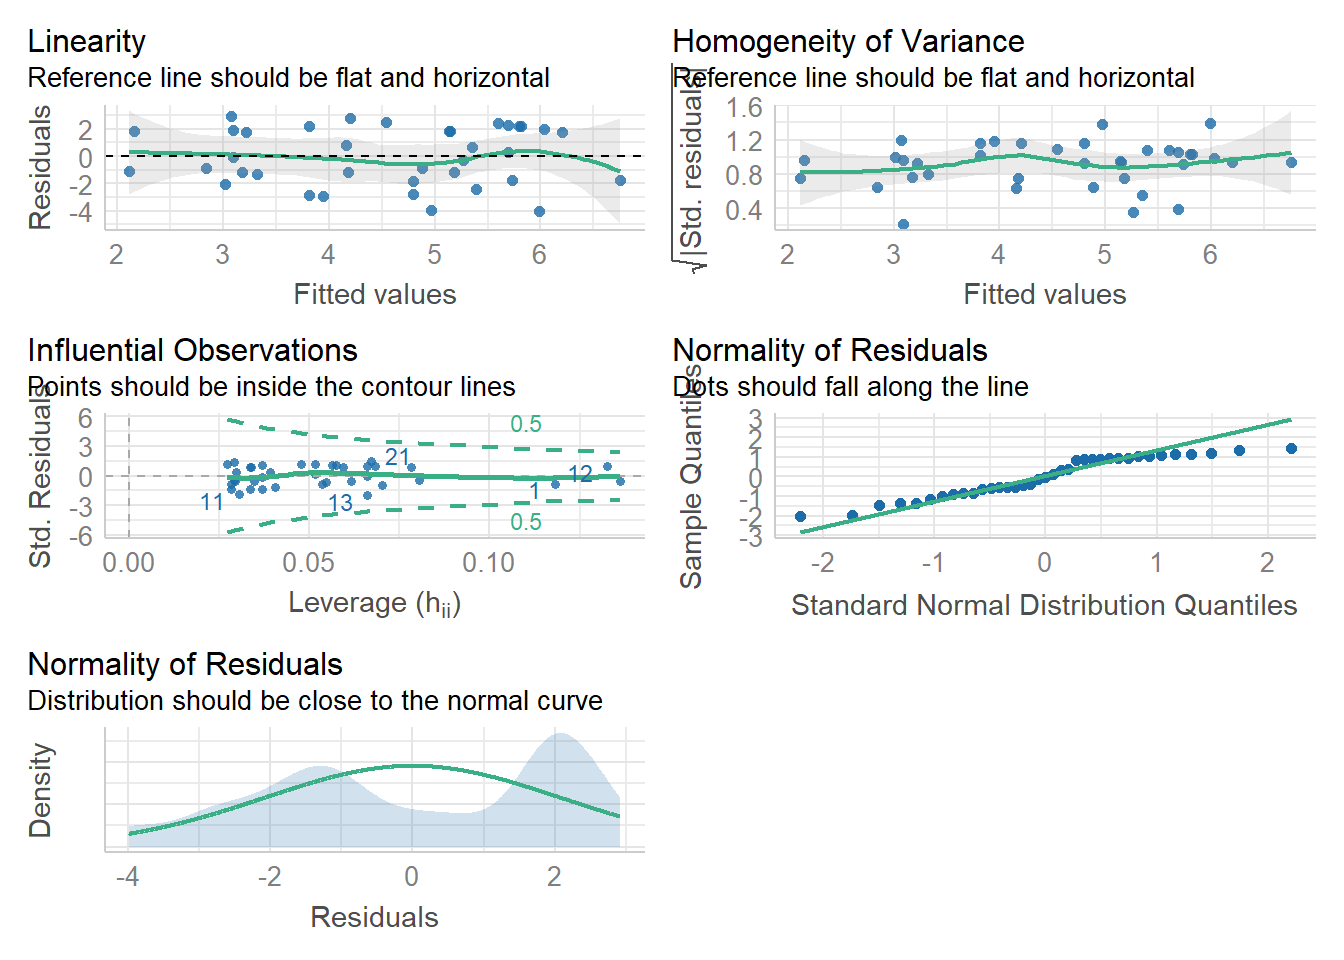 Linearity
Reference line should be flat and horizontal
Residuals
2
0
-2
-4
2 3 4 5 6
Fitted values
Homogeneity of Variance
Reference line should be flat and horizontal
√|Std. residuals|
1.6
1.2
0.8
0.4
2 3 4 5 6
Fitted values
Influential Observations
Points should be inside the contour lines
Std. Residuals
6
3
0
-3
-6
0.5
21
12
11
13
1
0.5
0.00 0.05 0.10
Leverage (hii)
Normality of Residuals
Dots should fall along the line
Sample Quantiles
3
2
1
0
-1
-2
-3
-2 -1 0 1 2
Standard Normal Distribution Quantiles
Normality of Residuals
Distribution should be close to the normal curve
Density
-4 -2 0 2
Residuals